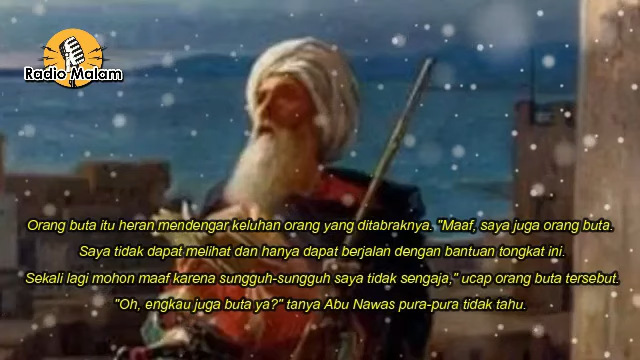 Radio Malam
Orang buta itu heran mendengar keluhan orang yang ditabraknya. "Maaf, saya juga orang buta.
Saya tidak dapat melihat dan hanya dapat berjalan dengan bantuan tongkat ini.
Sekali lagi mohon maaf karena sungguh-sungguh saya tidak sengaja," ucap orang buta tersebut.
"Oh, engkau juga buta ya?" tanya Abu Nawas pura-pura tidak tahu.